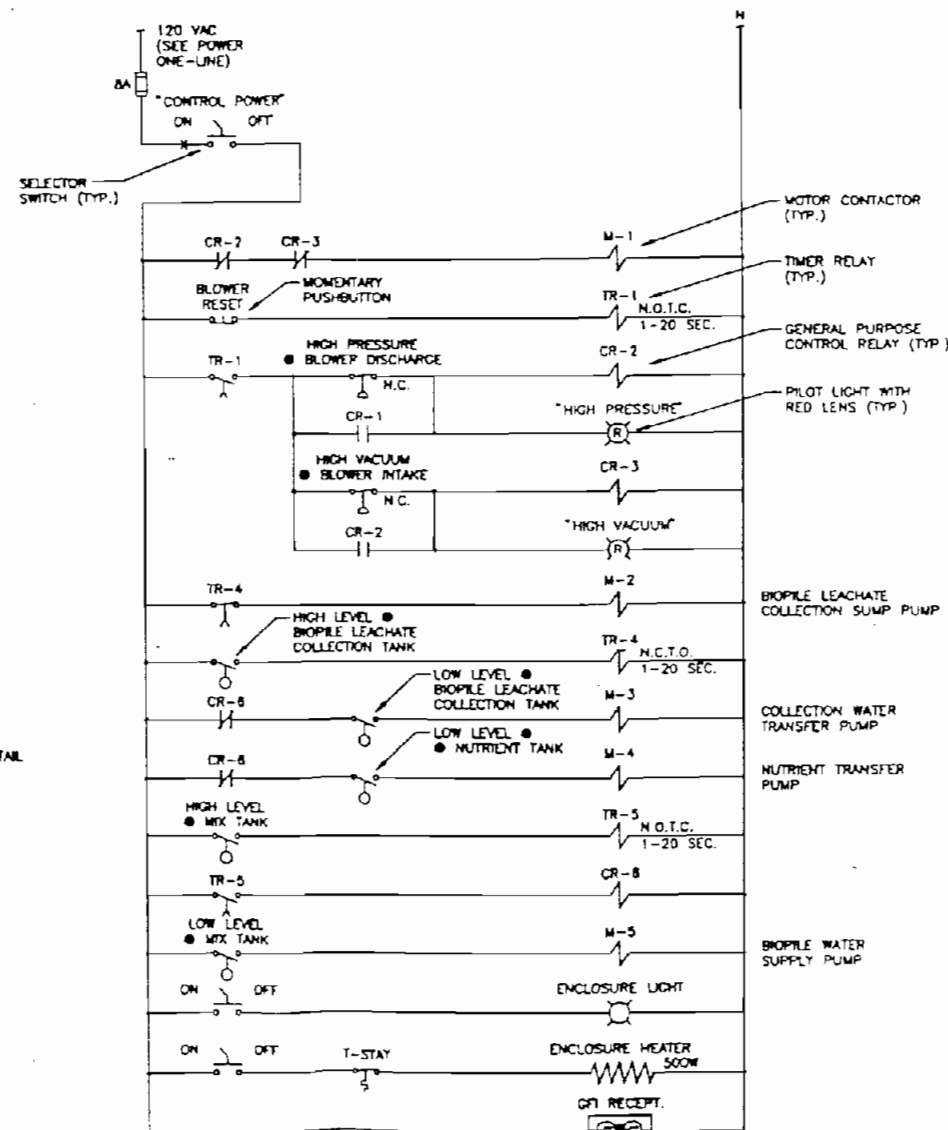 120 VAC
(SEE POWER
ONE-LINE)
N
8A
"CONTROL POWER"
ON OFF
SELECTOR
SWITCH (TYP.)
MOTOR CONTACTOR
(TYP.)
CR-2 CR-3 M-1
TIMER RELAY
(TYP.)
BLOWER
RESET
MOMENTARY
PUSHBUTTON
TR-1
N.O.T.C.
1-20 SEC.
GENERAL PURPOSE
CONTROL RELAY (TYP.)
TR-1
HIGH PRESSURE
● BLOWER DISCHARGE
N.C.
CR-2
PILOT LIGHT WITH
RED LENS (TYP.)
CR-1
"HIGH PRESSURE"
R
HIGH VACUUM
● BLOWER INTAKE
N.C.
CR-3
CR-2
"HIGH VACUUM"
R
TR-4 M-2
BIOPILE LEACHATE
COLLECTION SUMP PUMP
HIGH LEVEL ●
BIOPILE LEACHATE
COLLECTION TANK
TR-4
N.C.T.O.
1-20 SEC.
LOW LEVEL ●
BIOPILE LEACHATE
COLLECTION TANK
CR-6 M-3
COLLECTION WATER
TRANSFER PUMP
LOW LEVEL ●
● NUTRIENT TANK
TAIL
CR-6 M-4
NUTRIENT TRANSFER
PUMP
HIGH LEVEL
● MIX TANK
TR-5
N.O.T.C.
1-20 SEC.
TR-5 CR-6
LOW LEVEL
● MIX TANK
M-5
BIOPILE WATER
SUPPLY PUMP
ON OFF ENCLOSURE LIGHT
ON OFF T-STAY ENCLOSURE HEATER
500W
GFI RECEPT.